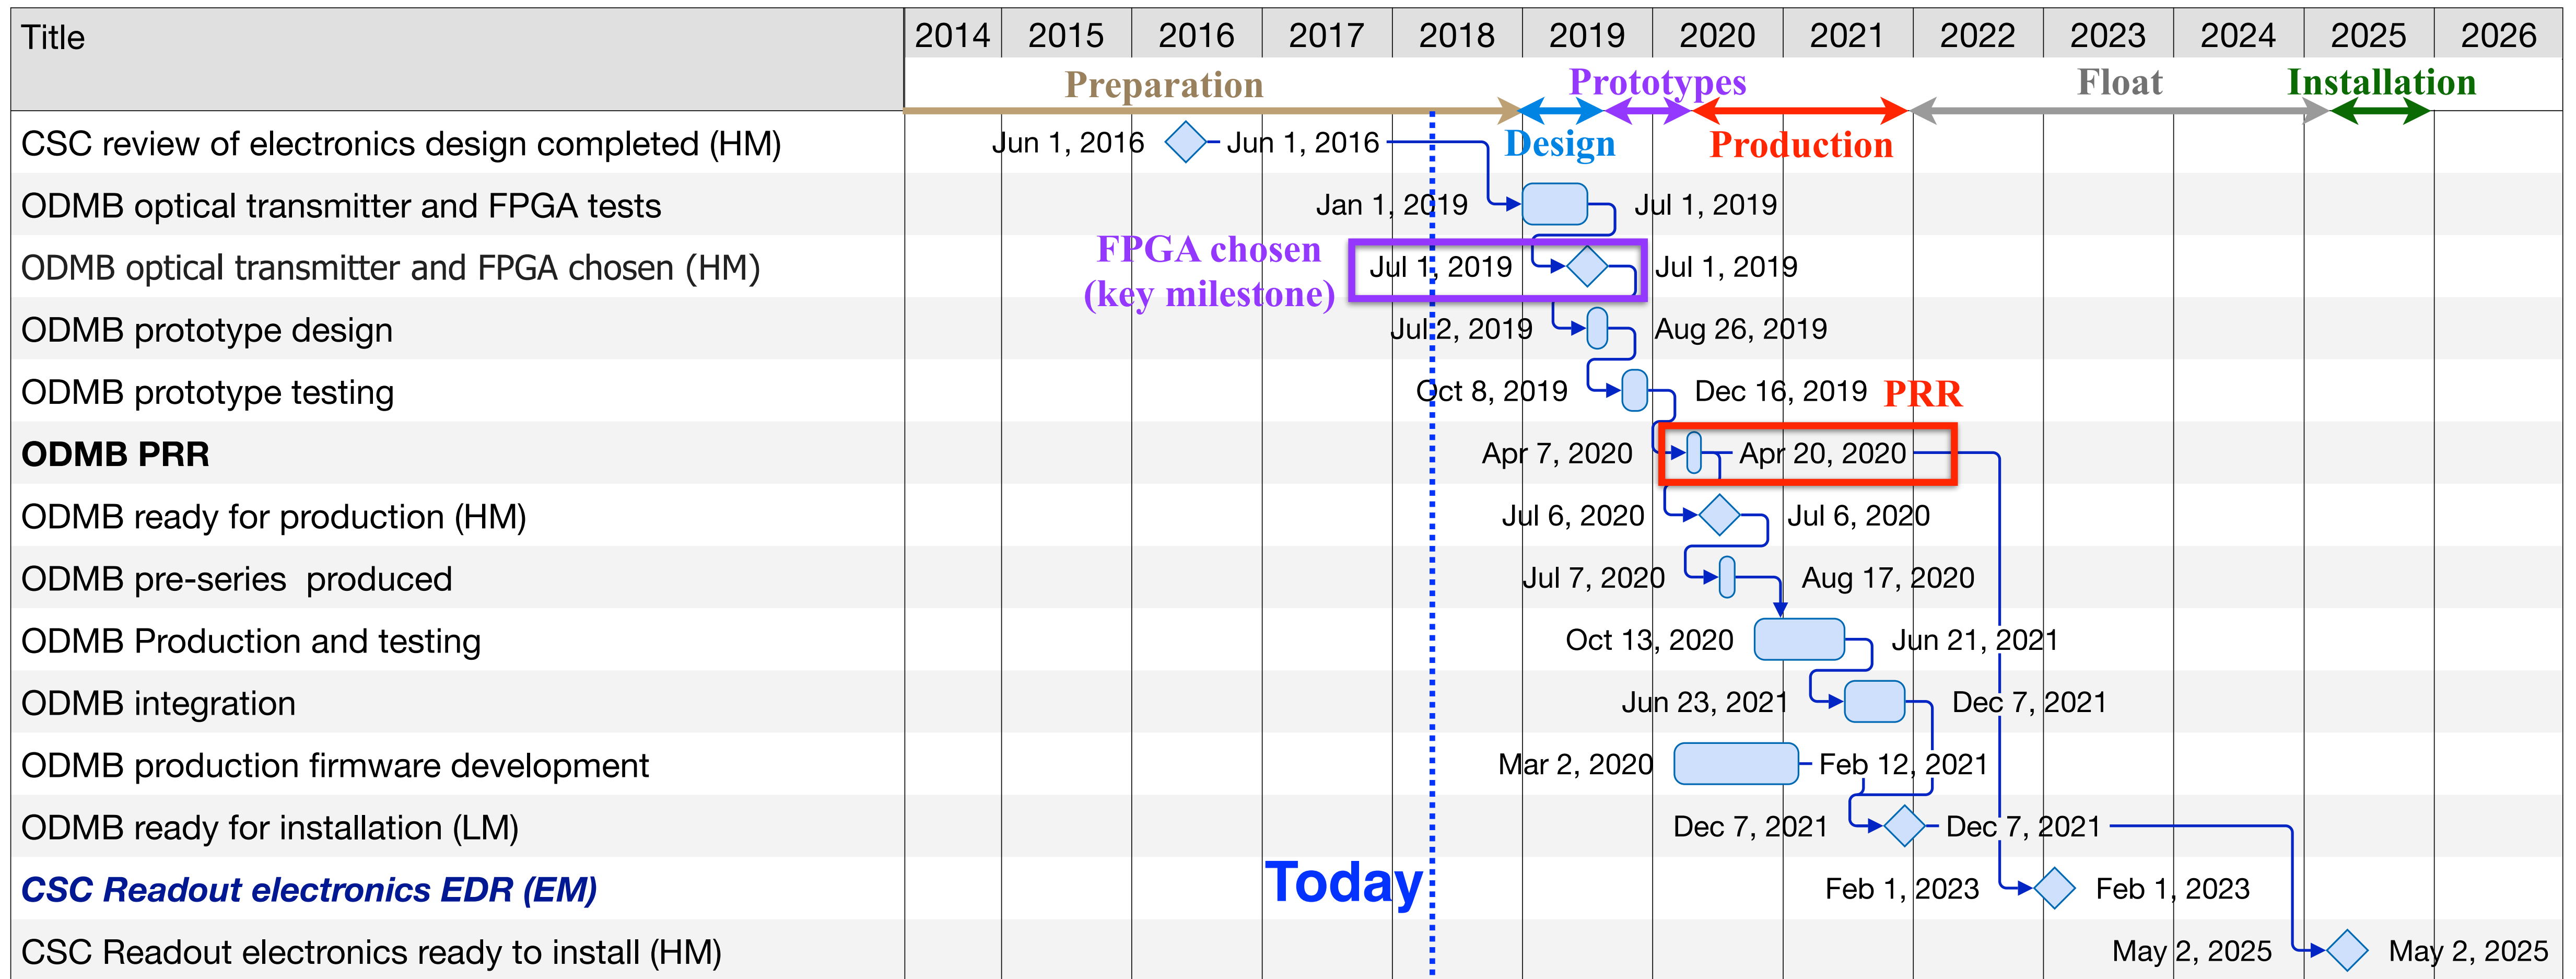 Title 2014 2015 2016 2017 2018 2019 2020 2021 2022 2023 2024 2025 2026
Preparation Prototypes Float Installation
Design Production
CSC review of electronics design completed (HM) Jun 1, 2016 Jun 1, 2016
ODMB optical transmitter and FPGA tests Jan 1, 2019 Jul 1, 2019
FPGA chosen
(key milestone)
ODMB optical transmitter and FPGA chosen (HM) Jul 1, 2019 Jul 1, 2019
ODMB prototype design Jul 2, 2019 Aug 26, 2019
ODMB prototype testing Oct 8, 2019 Dec 16, 2019 PRR
ODMB PRR Apr 7, 2020 Apr 20, 2020
ODMB ready for production (HM) Jul 6, 2020 Jul 6, 2020
ODMB pre-series produced Jul 7, 2020 Aug 17, 2020
ODMB Production and testing Oct 13, 2020 Jun 21, 2021
ODMB integration Jun 23, 2021 Dec 7, 2021
ODMB production firmware development Mar 2, 2020 Feb 12, 2021
ODMB ready for installation (LM) Dec 7, 2021 Dec 7, 2021
Today
CSC Readout electronics EDR (EM) Feb 1, 2023 Feb 1, 2023
CSC Readout electronics ready to install (HM) May 2, 2025 May 2, 2025